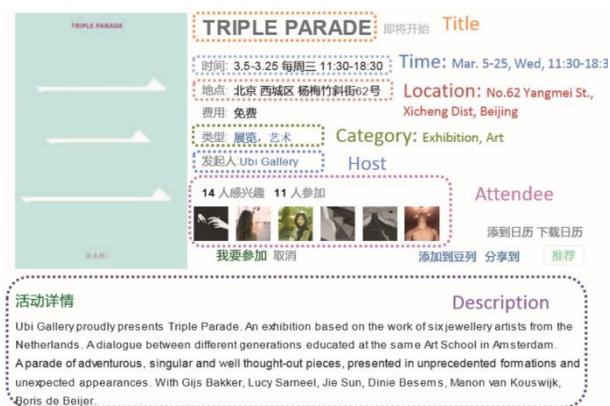 TRIPLE PARADE
TRIPLE PARADE 即将开始 Title
时间: 3.5-3.25 每周三 11:30-18:30 Time: Mar. 5-25, Wed, 11:30-18:3
地点: 北京 西城区 杨梅竹斜街62号 Location: No.62 Yangmei St.,
Xicheng Dist, Beijing
费用: 免费
类型: 展览，艺术 Category: Exhibition, Art
发起人:Ubi Gallery Host
14 人感兴趣 11 人参加
Attendee
添到日历 下载日历
我要参加 取消 添加到豆列 分享到 推荐
活动详情 Description
Ubi Gallery proudly presents Triple Parade. An exhibition based on the work of six jewellery artists from the
Netherlands. A dialogue between different generations educated at the same Art School in Amsterdam.
A parade of adventurous, singular and well thought-out pieces, presented in unprecedented formations and
unexpected appearances. With Gijs Bakker, Lucy Sarneel, Jie Sun, Dinie Besems, Manon van Kouswijk,
Boris de Beijer.